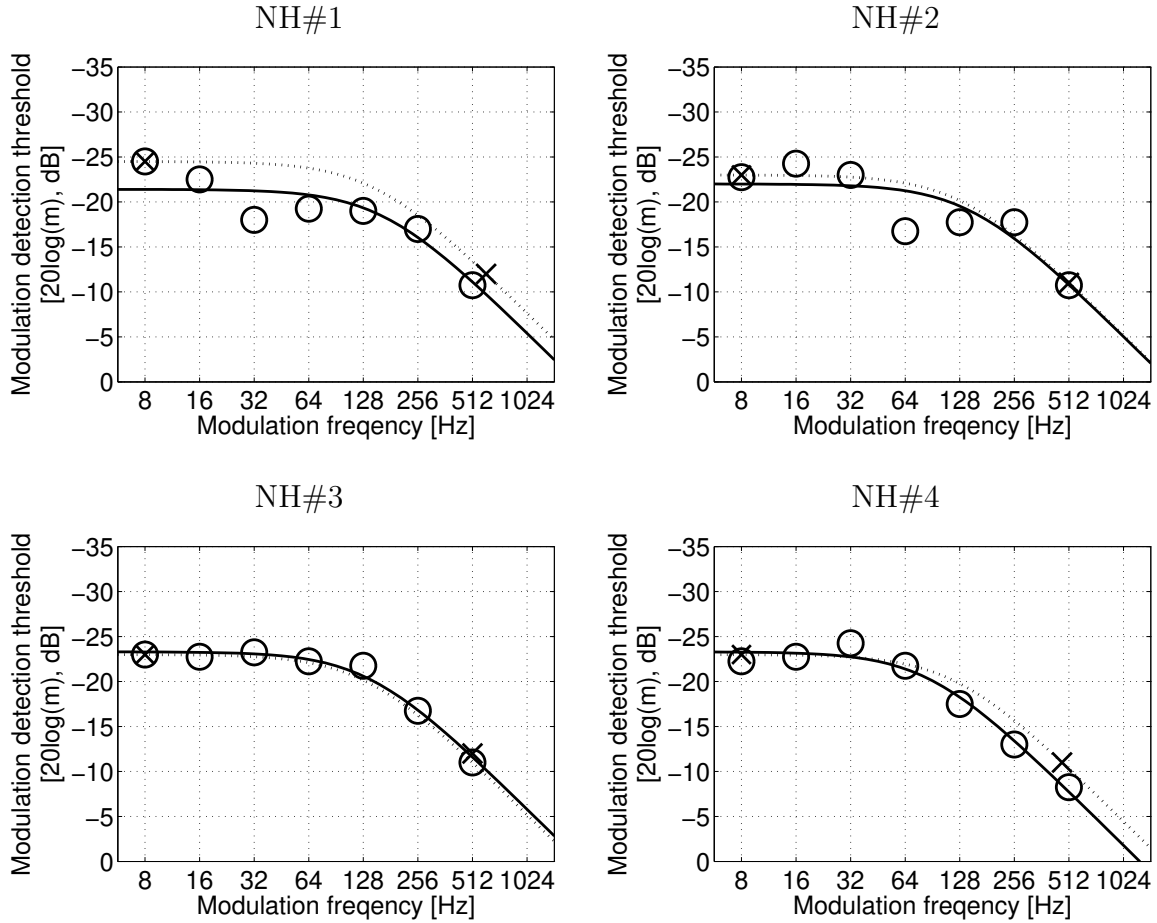 NH#1
Modulation detection threshold
[20log(m), dB]
−35
−30
−25
−20
−15
−10
−5
0
8 16 32 64 128 256 512 1024
Modulation freqency [Hz]
NH#2
Modulation detection threshold
[20log(m), dB]
−35
−30
−25
−20
−15
−10
−5
0
8 16 32 64 128 256 512 1024
Modulation freqency [Hz]
NH#3
Modulation detection threshold
[20log(m), dB]
−35
−30
−25
−20
−15
−10
−5
0
8 16 32 64 128 256 512 1024
Modulation freqency [Hz]
NH#4
Modulation detection threshold
[20log(m), dB]
−35
−30
−25
−20
−15
−10
−5
0
8 16 32 64 128 256 512 1024
Modulation freqency [Hz]